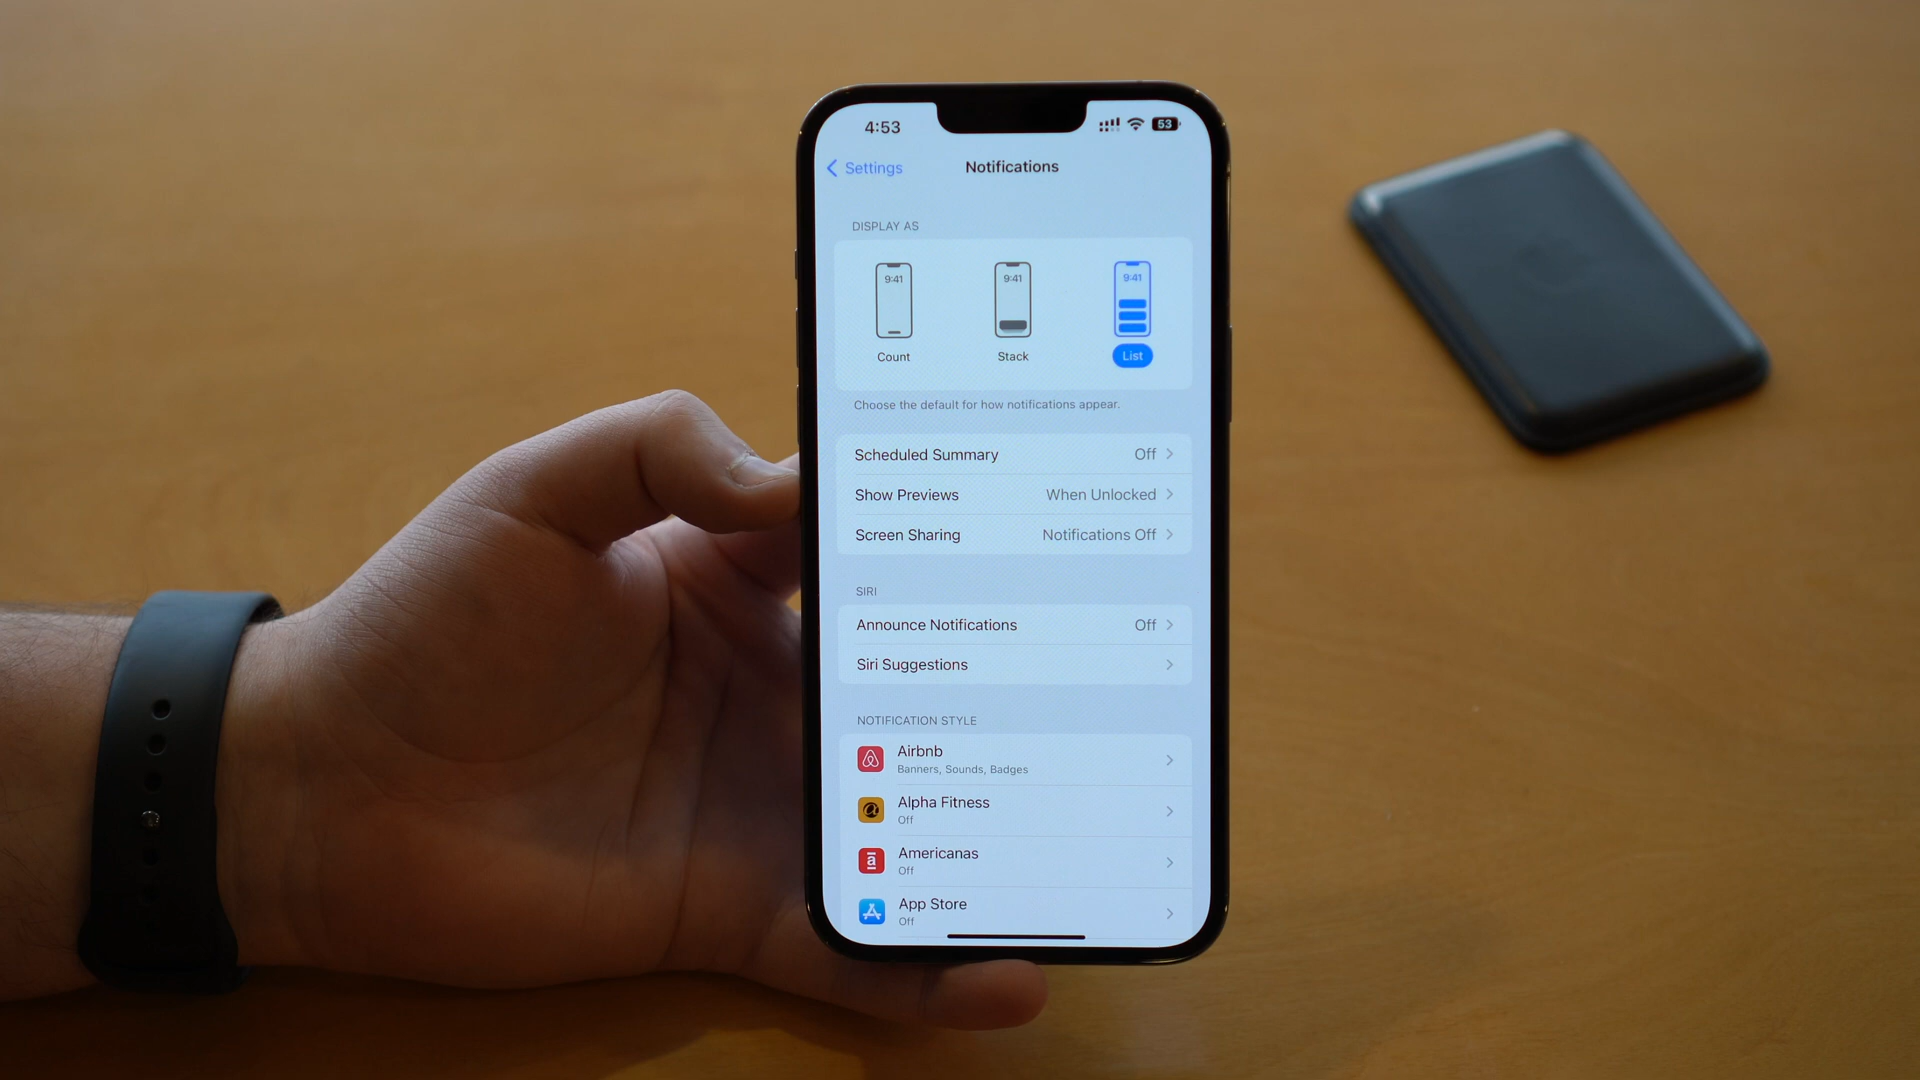 4:53
53
Settings
Notifications
DISPLAY AS
9:41
9:41
9:41
Count
Stack
List
Choose the default for how notifications appear.
Scheduled Summary Off
Show Previews When Unlocked
Screen Sharing Notifications Off
SIRI
Announce Notifications Off
Siri Suggestions
NOTIFICATION STYLE
Airbnb
Banners, Sounds, Badges
Alpha Fitness
Off
a
Americanas
Off
App Store
Off